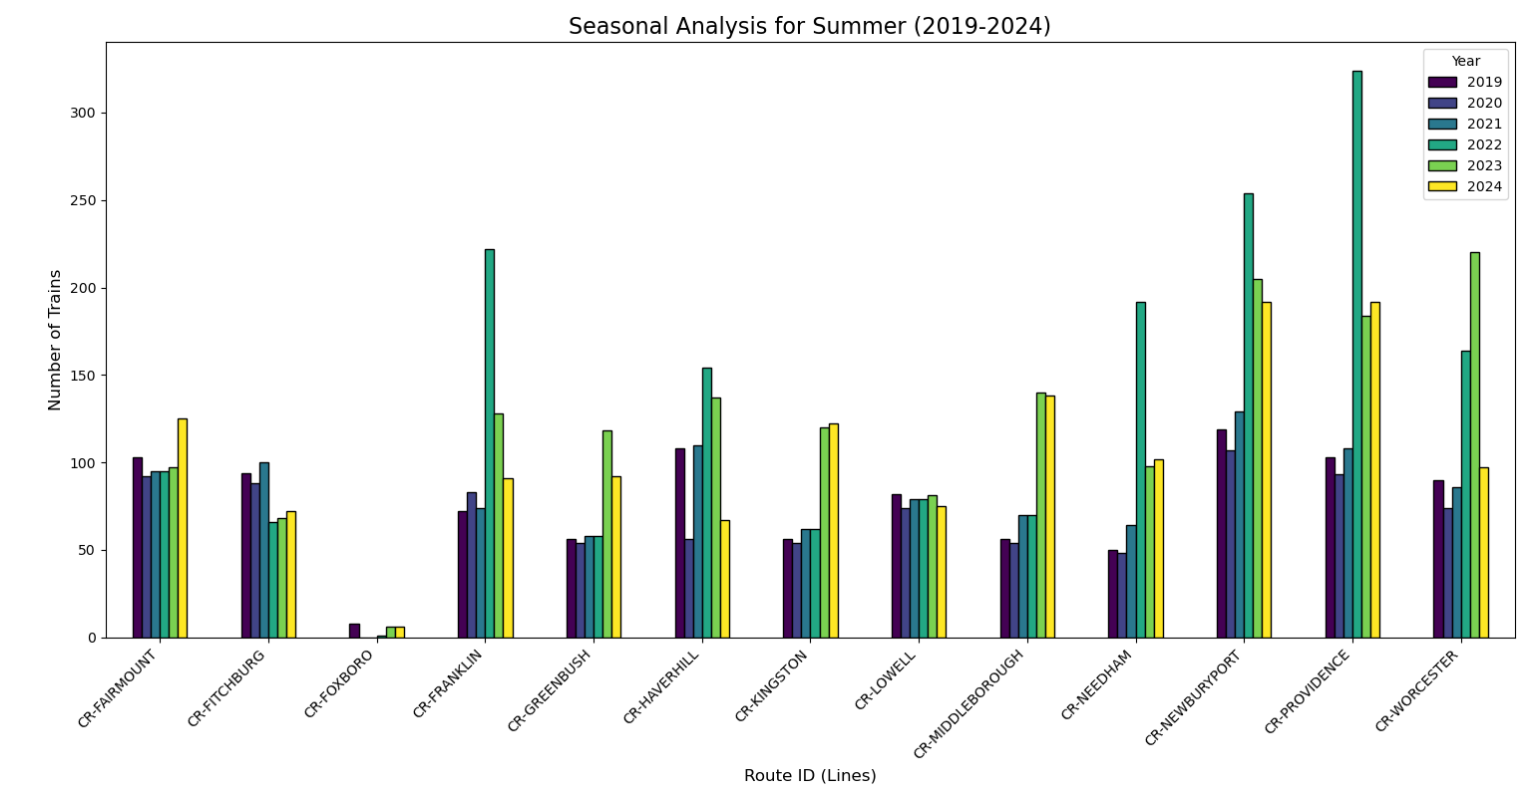 Seasonal Analysis for Summer (2019-2024)
Year
2019
2020
2021
2022
2023
2024
Number of Trains
300
250
200
150
100
50
0
CR-FAIRMOUNT
CR-FITCHBURG
CR-FOXBORO
CR-FRANKLIN
CR-GREENBUSH
CR-HAVERHILL
CR-KINGSTON
CR-LOWELL
CR-MIDDLEBOROUGH
CR-NEEDHAM
CR-NEWBURYPORT
CR-PROVIDENCE
CR-WORCESTER
Route ID (Lines)